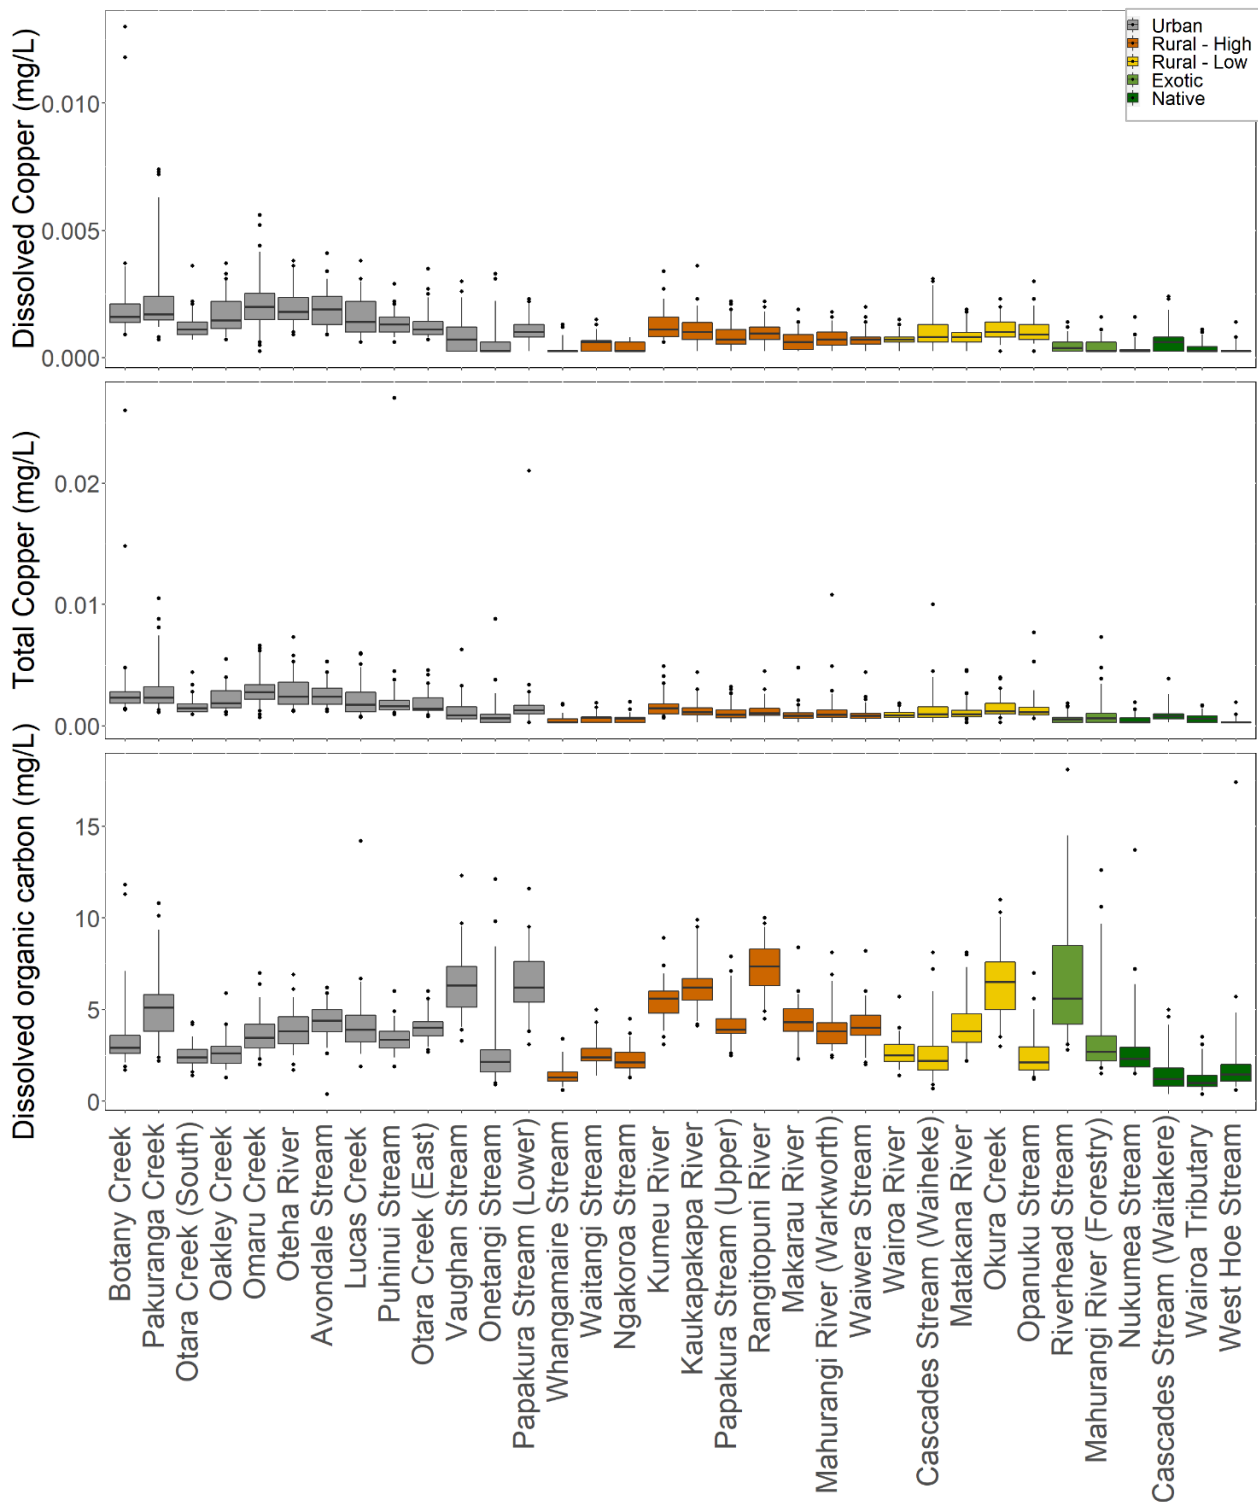 Urban
Rural - High
Rural - Low
Exotic
Native
Dissolved Copper (mg/L)
0.010
0.005
0.000
Total Copper (mg/L)
0.02
0.01
0.00
Dissolved organic carbon (mg/L)
15
10
5
0
Botany Creek
Pakuranga Creek
Otara Creek (South)
Oakley Creek
Omaru Creek
Oteha River
Avondale Stream
Lucas Creek
Puhinui Stream
Otara Creek (East)
Vaughan Stream
Onetangi Stream
Papakura Stream (Lower)
Whangamaire Stream
Waitangi Stream
Ngakoroa Stream
Kumeu River
Kaukapakapa River
Papakura Stream (Upper)
Rangitopuni River
Makarau River
Mahurangi River (Warkworth)
Waiwera Stream
Wairoa River
Cascades Stream (Waiheke)
Matakana River
Okura Creek
Opanuku Stream
Riverhead Stream
Mahurangi River (Forestry)
Nukumea Stream
Cascades Stream (Waitakere)
Wairoa Tributary
West Hoe Stream